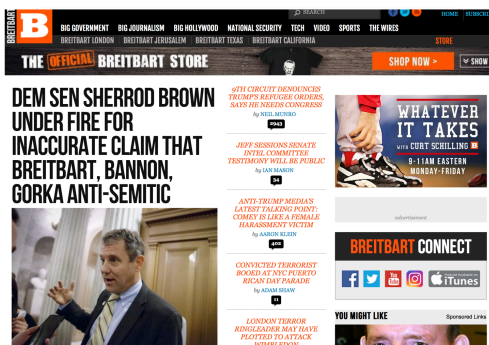 BREITBART
B
SEARCH
HOME
BIG GOVERNMENT BIG JOURNALISM BIG HOLLYWOOD NATIONAL SECURITY TECH VIDEO SPORTS THE WIRES
BREITBART LONDON BREITBART JERUSALEM BREITBART TEXAS BREITBART CALIFORNIA
STORE
THE OFFICIAL BREITBART STORE
SHOP NOW >
SHOW
DEM SEN SHERROD BROWN
UNDER FIRE FOR
INACCURATE CLAIM THAT
BREITBART, BANNON,
GORKA ANTI-SEMITIC
9TH CIRCUIT DENOUNCES
TRUMP'S REFUGEE ORDERS,
SAYS HE NEEDS CONGRESS
by NEIL MUNRO
2943
JEFF SESSIONS SENATE
INTEL COMMITTEE
TESTIMONY WILL BE PUBLIC
by IAN MASON
34
ANTI-TRUMP MEDIA'S
LATEST TALKING POINT:
COMEY IS LIKE A FEMALE
HARASSMENT VICTIM
by AARON KLEIN
402
CONVICTED TERRORIST
BOOED AT NYC PUERTO
RICAN DAY PARADE
by ADAM SHAW
11
LONDON TERROR
RINGLEADER MAY HAVE
PLOTTED TO ATTACK
WHATEVER
IT TAKES
WITH CURT SCHILLING B
9-11AM EASTERN
MONDAY-FRIDAY
advertisement
BREITBART CONNECT
iTunes
YOU MIGHT LIKE
Sponsored Links